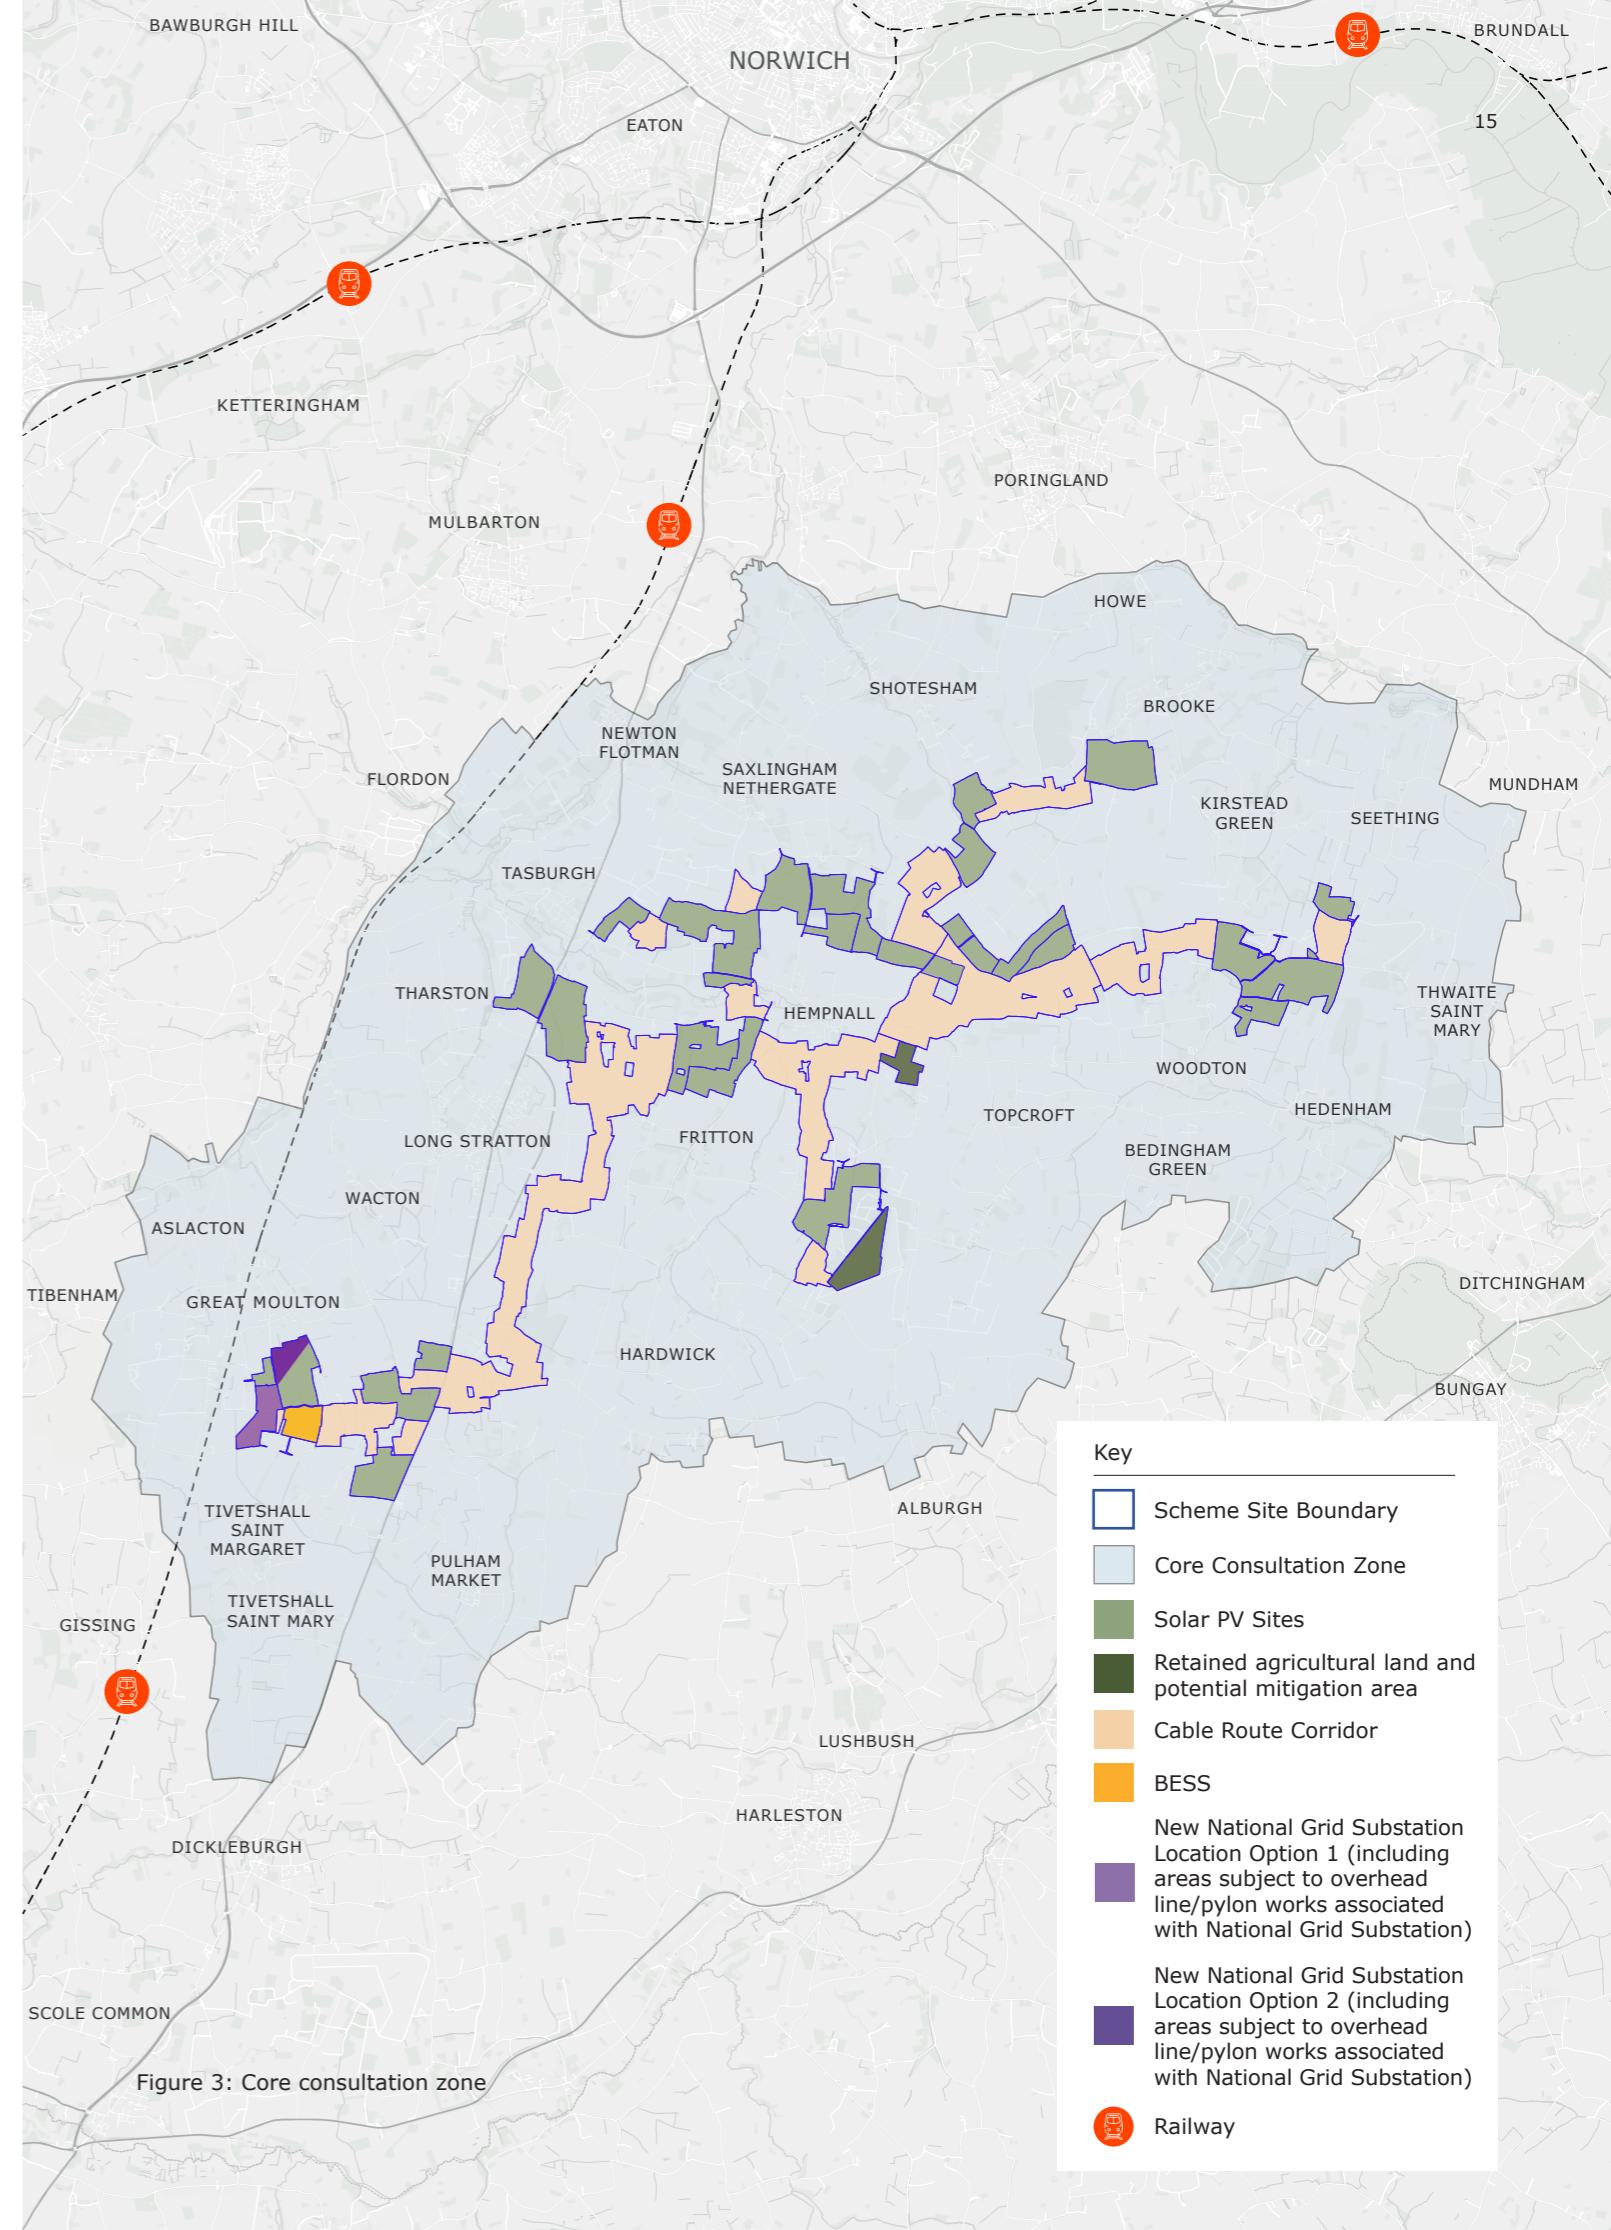 BAWBURGH HILL
NORWICH
BRUNDALL
EATON
15
KETTERINGHAM
PORINGLAND
MULBARTON
HOWE
SHOTESHAM
BROOKE
NEWTON
FLOTMAN
SAXLINGHAM
NETHERGATE
FLORDON
MUNDHAM
KIRSTEAD
GREEN
SEETHING
TASBURGH
THARSTON
HEMPNALL
THWAITE
SAINT
MARY
WOODTON
HEDENHAM
TOPCROFT
LONG STRATTON
FRITTON
BEDINGHAM
GREEN
WACTON
ASLACTON
TIBENHAM
GREAT MOULTON
DITCHINGHAM
HARDWICK
BUNGAY
ALBURGH
TIVETSHALL
SAINT
MARGARET
PULHAM
MARKET
TIVETSHALL
SAINT MARY
GISSING
LUSHBUSH
HARLESTON
DICKLEBURGH
SCOLE COMMON
Figure 3: Core consultation zone
Key
Scheme Site Boundary
Core Consultation Zone
Solar PV Sites
Retained agricultural land and
potential mitigation area
Cable Route Corridor
BESS
New National Grid Substation
Location Option 1 (including
areas subject to overhead
line/pylon works associated
with National Grid Substation)
New National Grid Substation
Location Option 2 (including
areas subject to overhead
line/pylon works associated
with National Grid Substation)
Railway